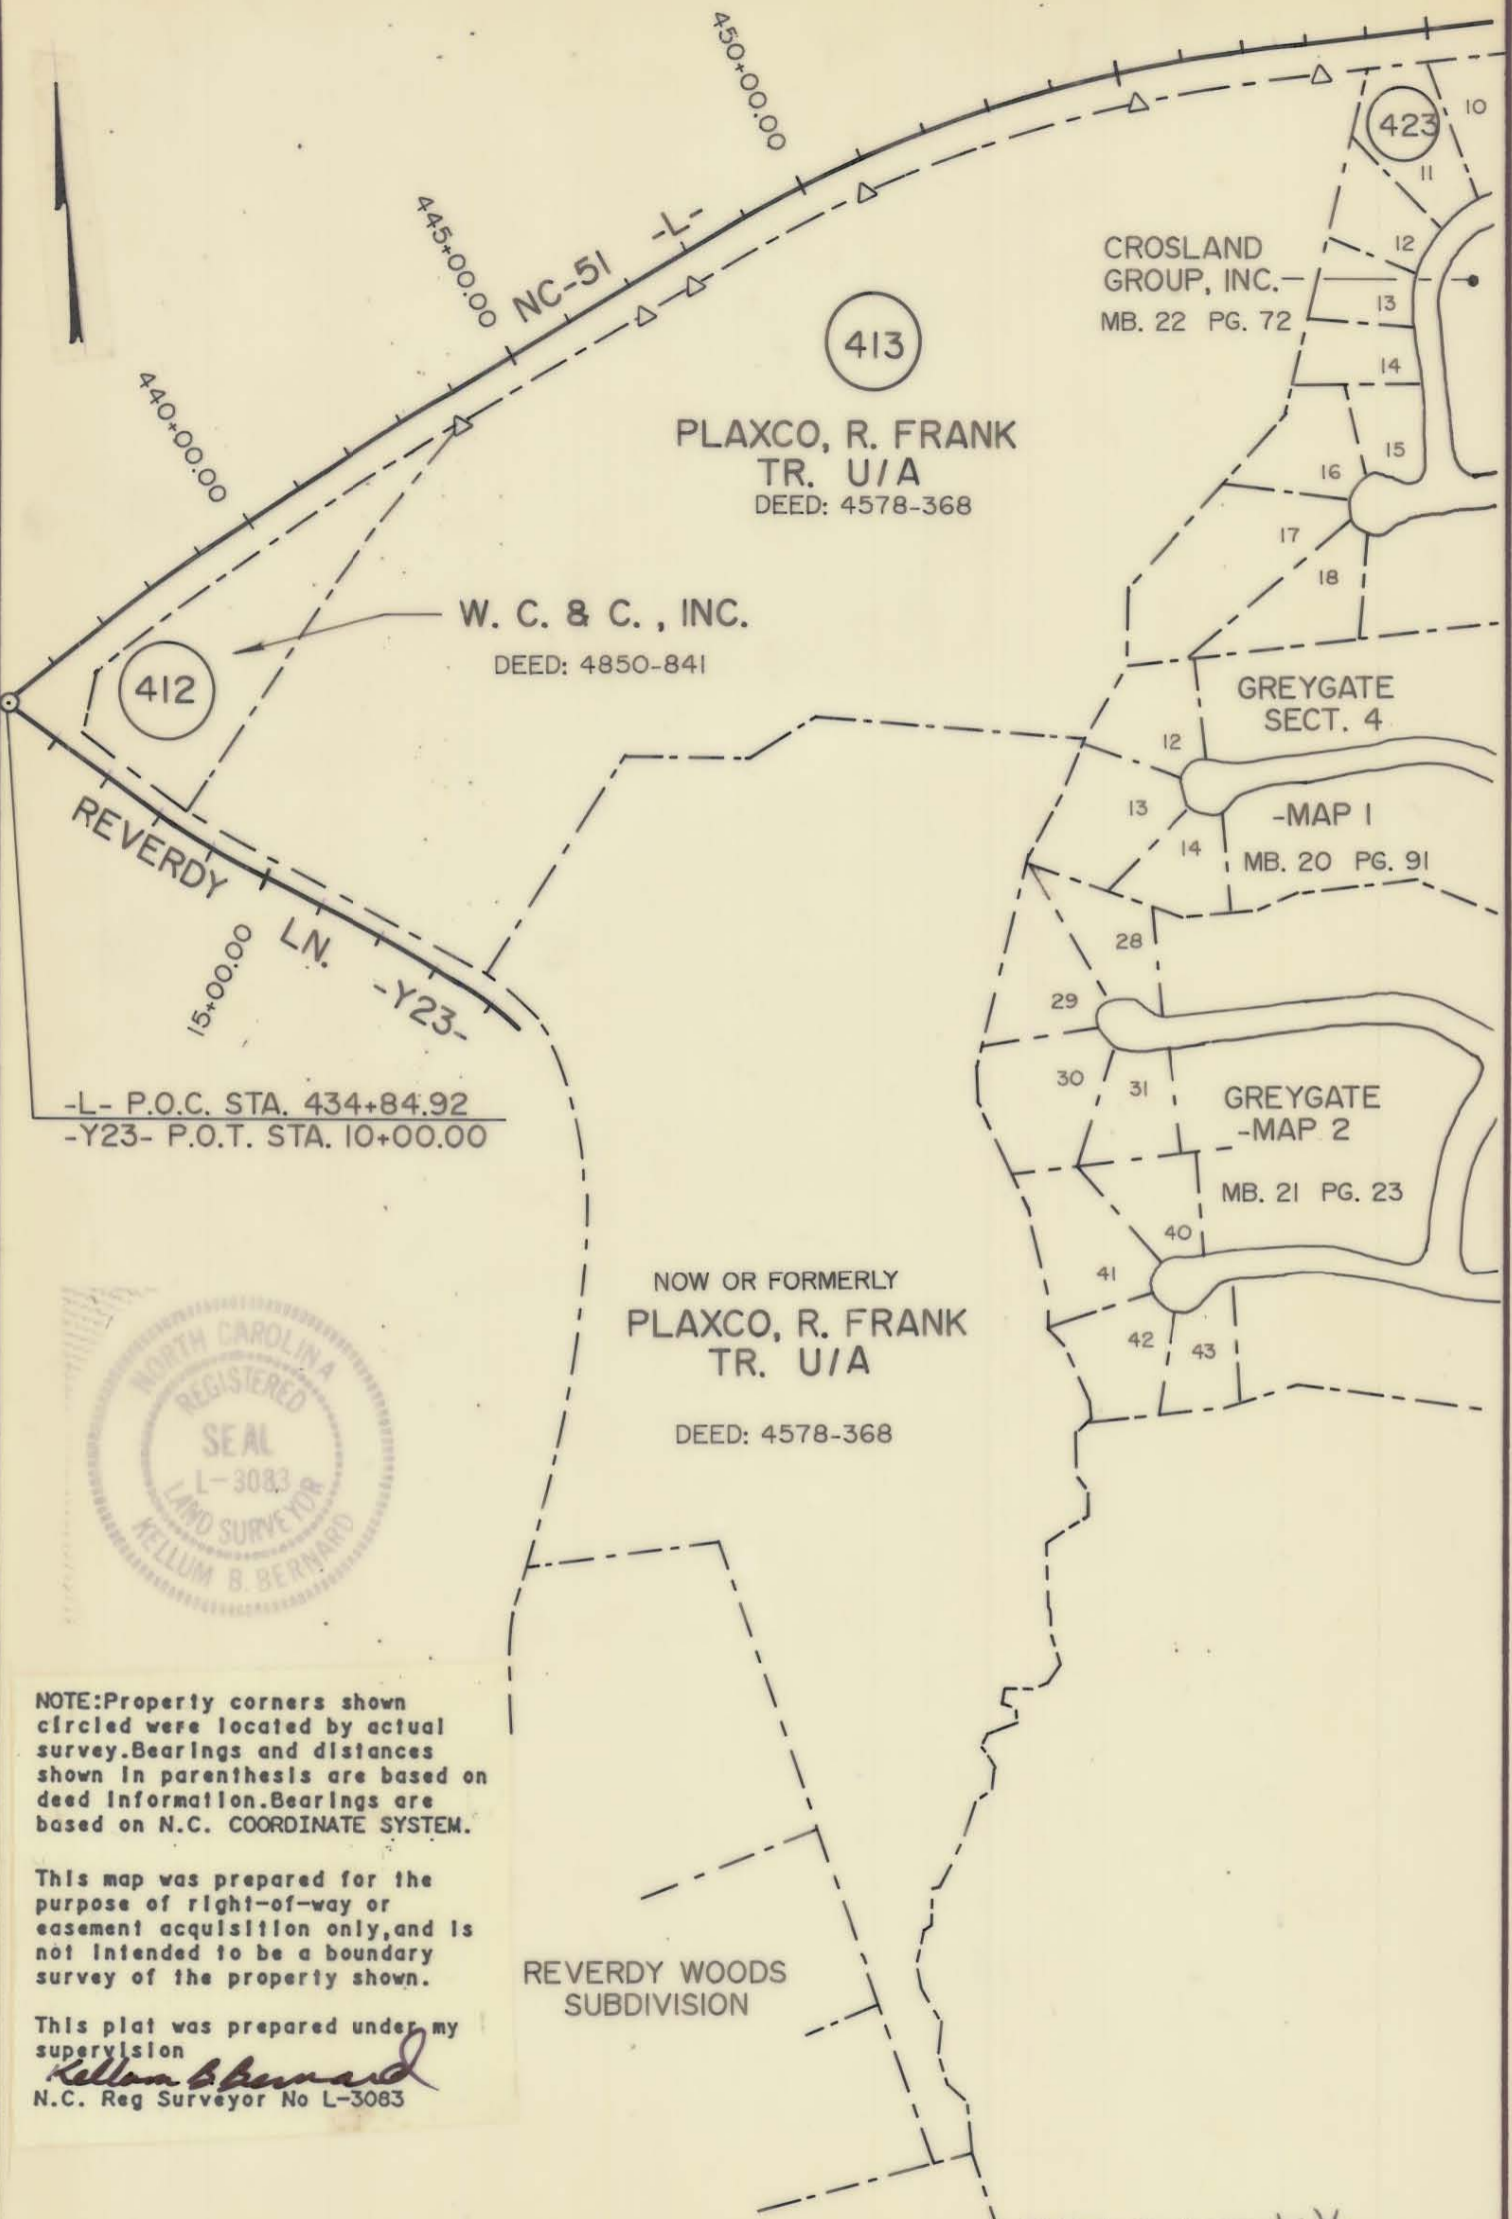 450+00.00
445+00.00
440+00.00
NC-51 -L-
423
10
11
12
13
14
15
16
17
18
CROSLAND
GROUP, INC.
MB. 22 PG. 72
413
PLAXCO, R. FRANK
TR. U/A
DEED: 4578-368
W. C. & C. , INC.
DEED: 4850-841
412
REVERDY LN. -Y23-
15+00.00
-L- P.O.C. STA. 434+84.92
-Y23- P.O.T. STA. 10+00.00
GREYGATE
SECT. 4
12
13
14
-MAP 1
MB. 20 PG. 91
28
29
30
31
GREYGATE
-MAP 2
MB. 21 PG. 23
40
41
42
43
NOW OR FORMERLY
PLAXCO, R. FRANK
TR. U/A
DEED: 4578-368
NORTH CAROLINA
REGISTERED
SEAL
L-3083
LAND SURVEYOR
KELLUM B. BERNARD
NOTE:Property corners shown
circled were located by actual
survey.Bearings and distances
shown in parenthesis are based on
deed information.Bearings are
based on N.C. COORDINATE SYSTEM.
This map was prepared for the
purpose of right-of-way or
easement acquisition only,and is
not intended to be a boundary
survey of the property shown.
This plat was prepared under my
supervision
Kellum B Bernard
N.C. Reg Surveyor No L-3083
REVERDY WOODS
SUBDIVISION